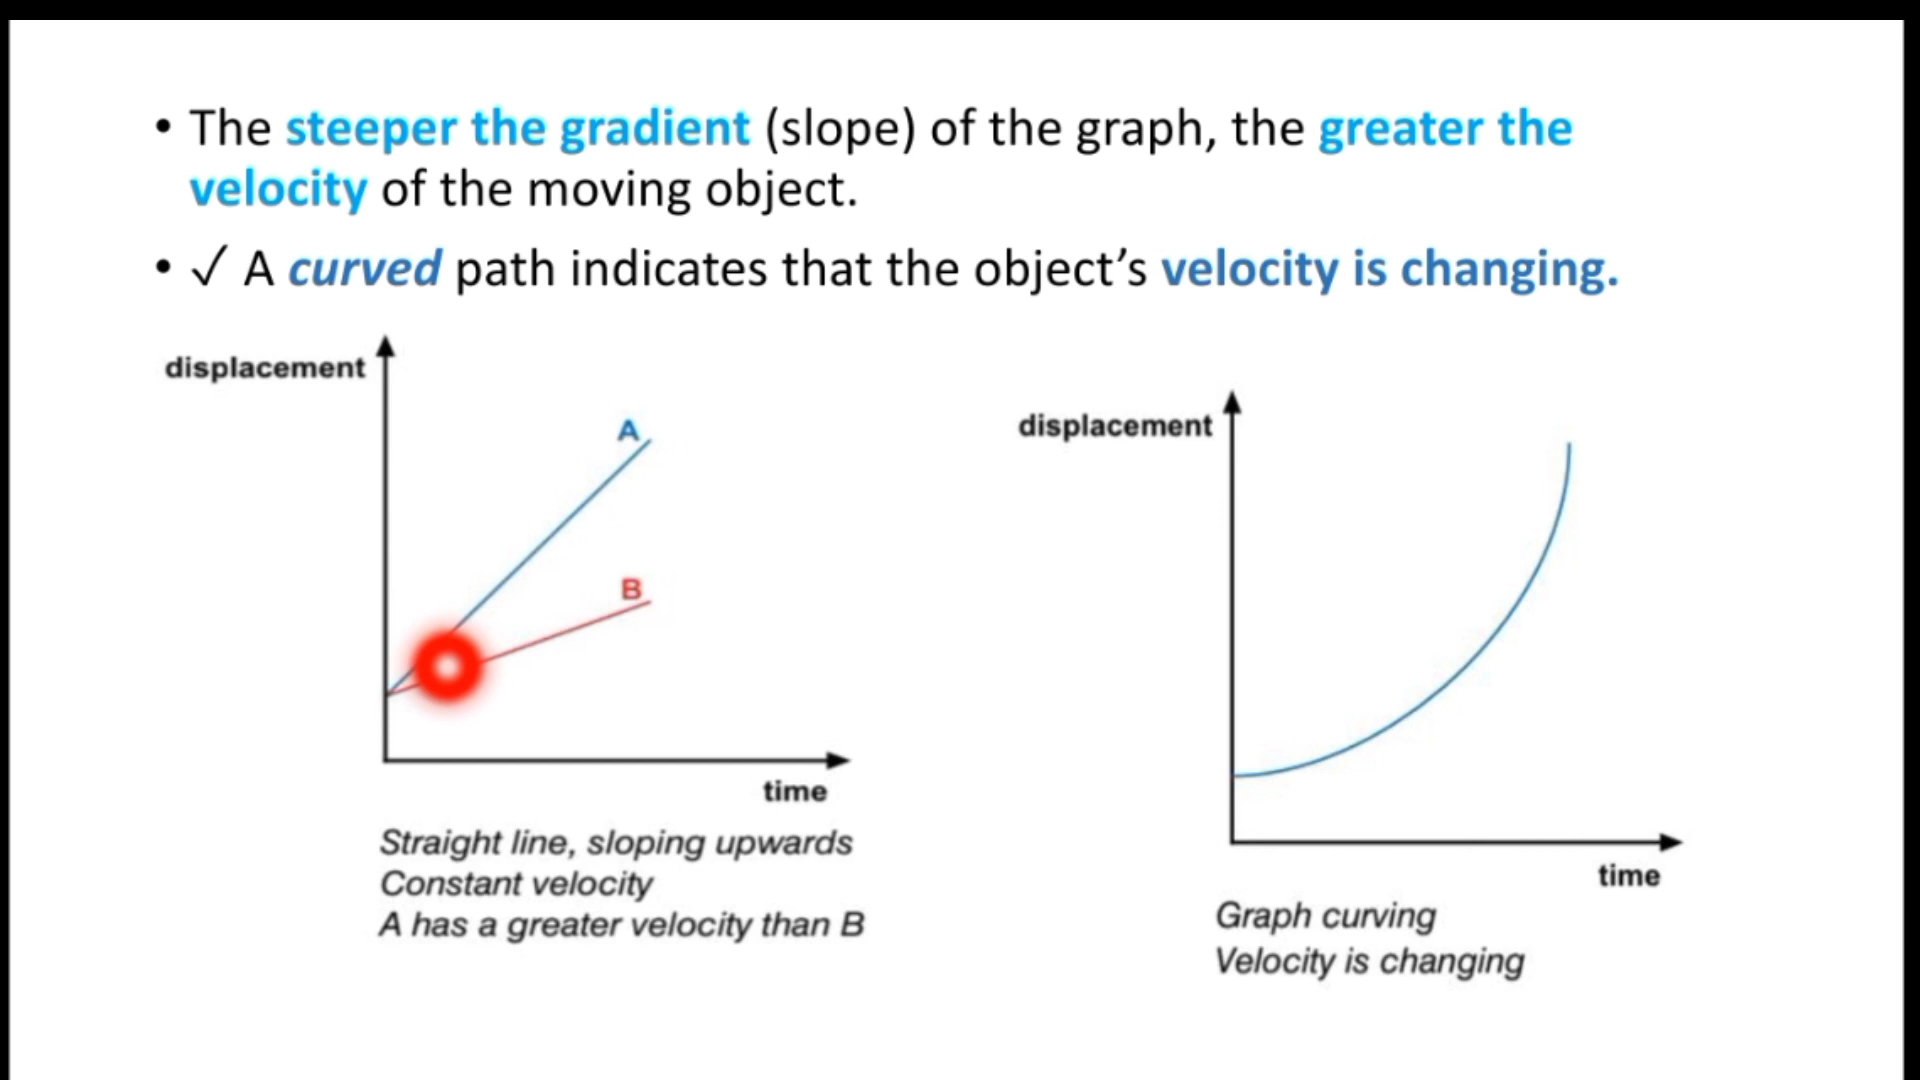 • The steeper the gradient (slope) of the graph, the greater the
velocity of the moving object.
• ✓ A curved path indicates that the object’s velocity is changing.
displacement
A
B
time
Straight line, sloping upwards
Constant velocity
A has a greater velocity than B
displacement
time
Graph curving
Velocity is changing